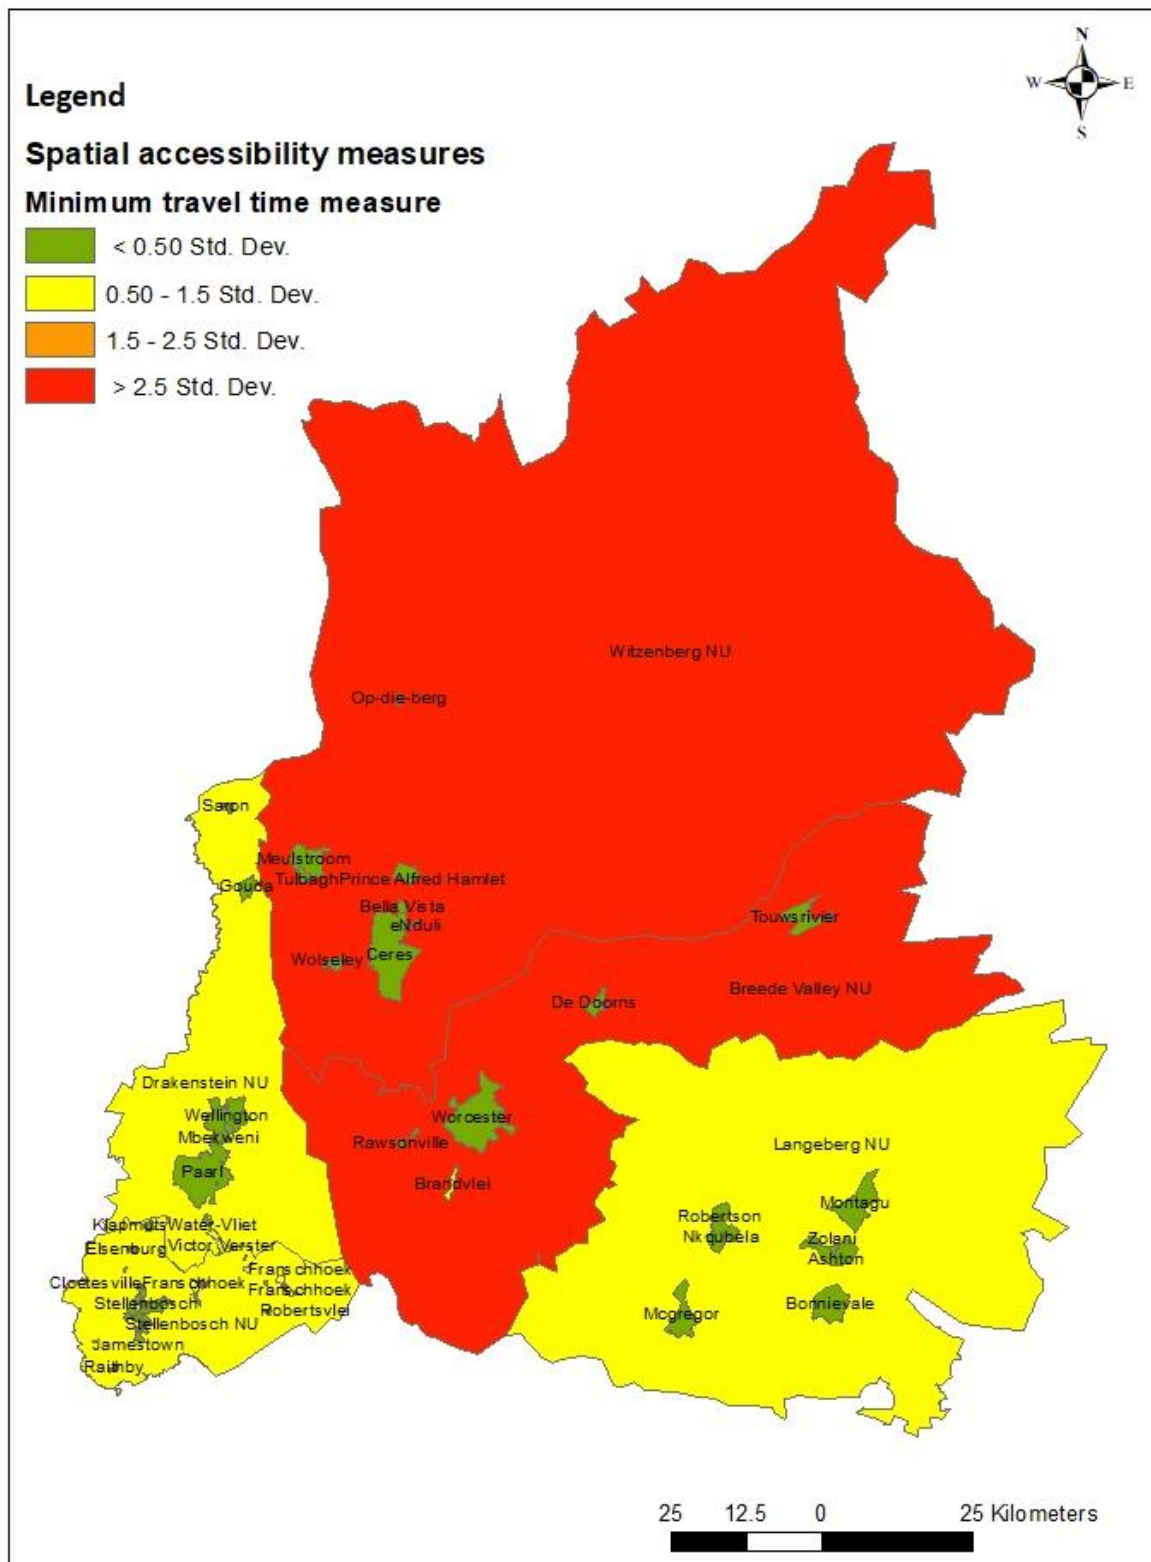 N
W E
S
Legend
Spatial accessibility measures
Minimum travel time measure
< 0.50 Std. Dev.
0.50 - 1.5 Std. Dev.
1.5 - 2.5 Std. Dev.
> 2.5 Std. Dev.
Witzenberg NU
Op-die-berg
Saron
Meulstroom
Tulbagh Prince Alfred Hamlet
Gouda
Bella Vista
eNduli
Touwsrivier
Wolseley
Ceres
De Doorns
Breede Valley NU
Drakenstein NU
Wellington
Mbekweni
Worcester
Rawsonville
Langeberg NU
Paarl
Brandvlei
Montagu
Robertson
Nkqubela
Klapmuts Water-Vliet
Elsenburg Victor Verster
Zolani
Ashton
Franschhoek
Cloetesville Franschhoek
Franschhoek
Stellenbosch
Robertsvlei
Bonnievale
Mcgregor
Stellenbosch NU
Jamestown
Raithby
25 12.5 0 25 Kilometers